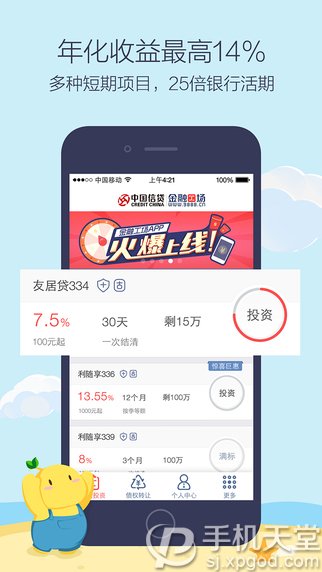 年化收益最高14%
多种短期项目，25倍银行活期
中国移动 上午4:21 100%
中国信贷 金融工场
CREDIT CHINA WWW.9888.CN
金融工场APP
火爆上线!
友居贷334
7.5% 30天 剩15万 投资
100元起 一次结清
利随享336 惊喜巨惠
13.55% 12个月 剩100万 投资
1000元起 按季等额
利随享339
8% 3个月 100万 满标
投资 债权转让 个人中心 更多
手机天堂
sj.xpgod.com